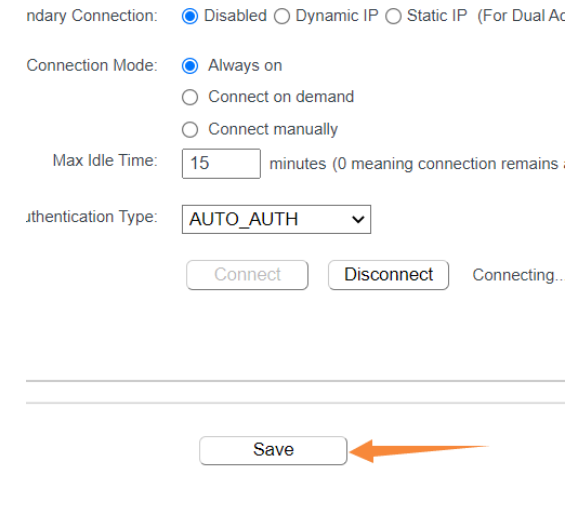 ndary Connection: Disabled Dynamic IP Static IP (For Dual Ac
Connection Mode: Always on
Connect on demand
Connect manually
Max Idle Time: 15 minutes (0 meaning connection remains
uthentication Type: AUTO_AUTH
Connect Disconnect Connecting...
Save